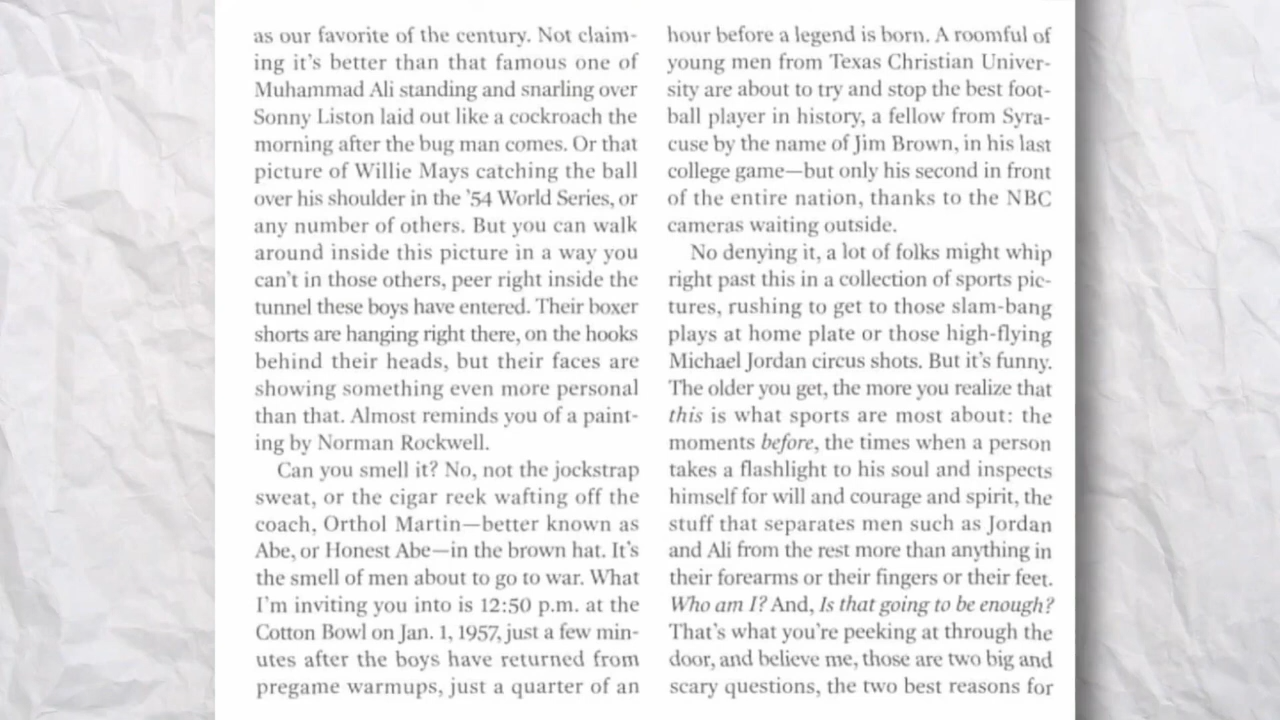 as our favorite of the century. Not claim-
ing it’s better than that famous one of
Muhammad Ali standing and snarling over
Sonny Liston laid out like a cockroach the
morning after the bug man comes. Or that
picture of Willie Mays catching the ball
over his shoulder in the ’54 World Series, or
any number of others. But you can walk
around inside this picture in a way you
can’t in those others, peer right inside the
tunnel these boys have entered. Their boxer
shorts are hanging right there, on the hooks
behind their heads, but their faces are
showing something even more personal
than that. Almost reminds you of a paint-
ing by Norman Rockwell.
Can you smell it? No, not the jockstrap
sweat, or the cigar reek wafting off the
coach, Orthol Martin—better known as
Abe, or Honest Abe—in the brown hat. It’s
the smell of men about to go to war. What
I’m inviting you into is 12:50 p.m. at the
Cotton Bowl on Jan. 1, 1957, just a few min-
utes after the boys have returned from
pregame warmups, just a quarter of an
hour before a legend is born. A roomful of
young men from Texas Christian Univer-
sity are about to try and stop the best foot-
ball player in history, a fellow from Syra-
cuse by the name of Jim Brown, in his last
college game—but only his second in front
of the entire nation, thanks to the NBC
cameras waiting outside.
No denying it, a lot of folks might whip
right past this in a collection of sports pic-
tures, rushing to get to those slam-bang
plays at home plate or those high-flying
Michael Jordan circus shots. But it’s funny.
The older you get, the more you realize that
this is what sports are most about: the
moments before, the times when a person
takes a flashlight to his soul and inspects
himself for will and courage and spirit, the
stuff that separates men such as Jordan
and Ali from the rest more than anything in
their forearms or their fingers or their feet.
Who am I? And, Is that going to be enough?
That’s what you’re peeking at through the
door, and believe me, those are two big and
scary questions, the two best reasons for